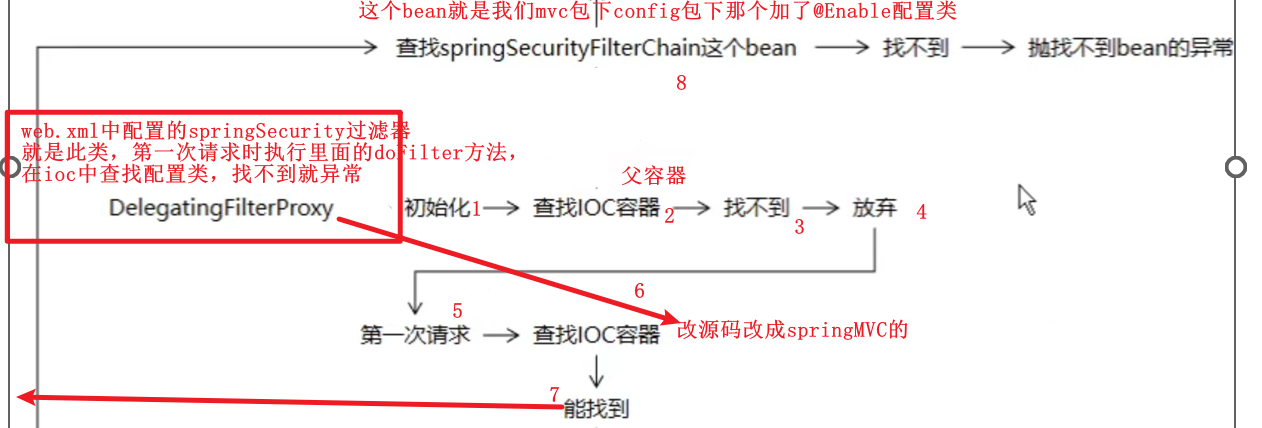 这个bean就是我们mvc包下config包下那个加了@Enable配置类
查找springSecurityFilterChain这个bean 找不到 抛找不到bean的异常
8
web.xml中配置的springSecurity过滤器
就是此类，第一次请求时执行里面的doFilter方法，
在ioc中查找配置类，找不到就异常
父容器
DelegatingFilterProxy 初始化1 查找IOC容器 2 找不到 3 放弃 4
6
5
第一次请求 查找IOC容器 改源码改成springMVC的
7
能找到